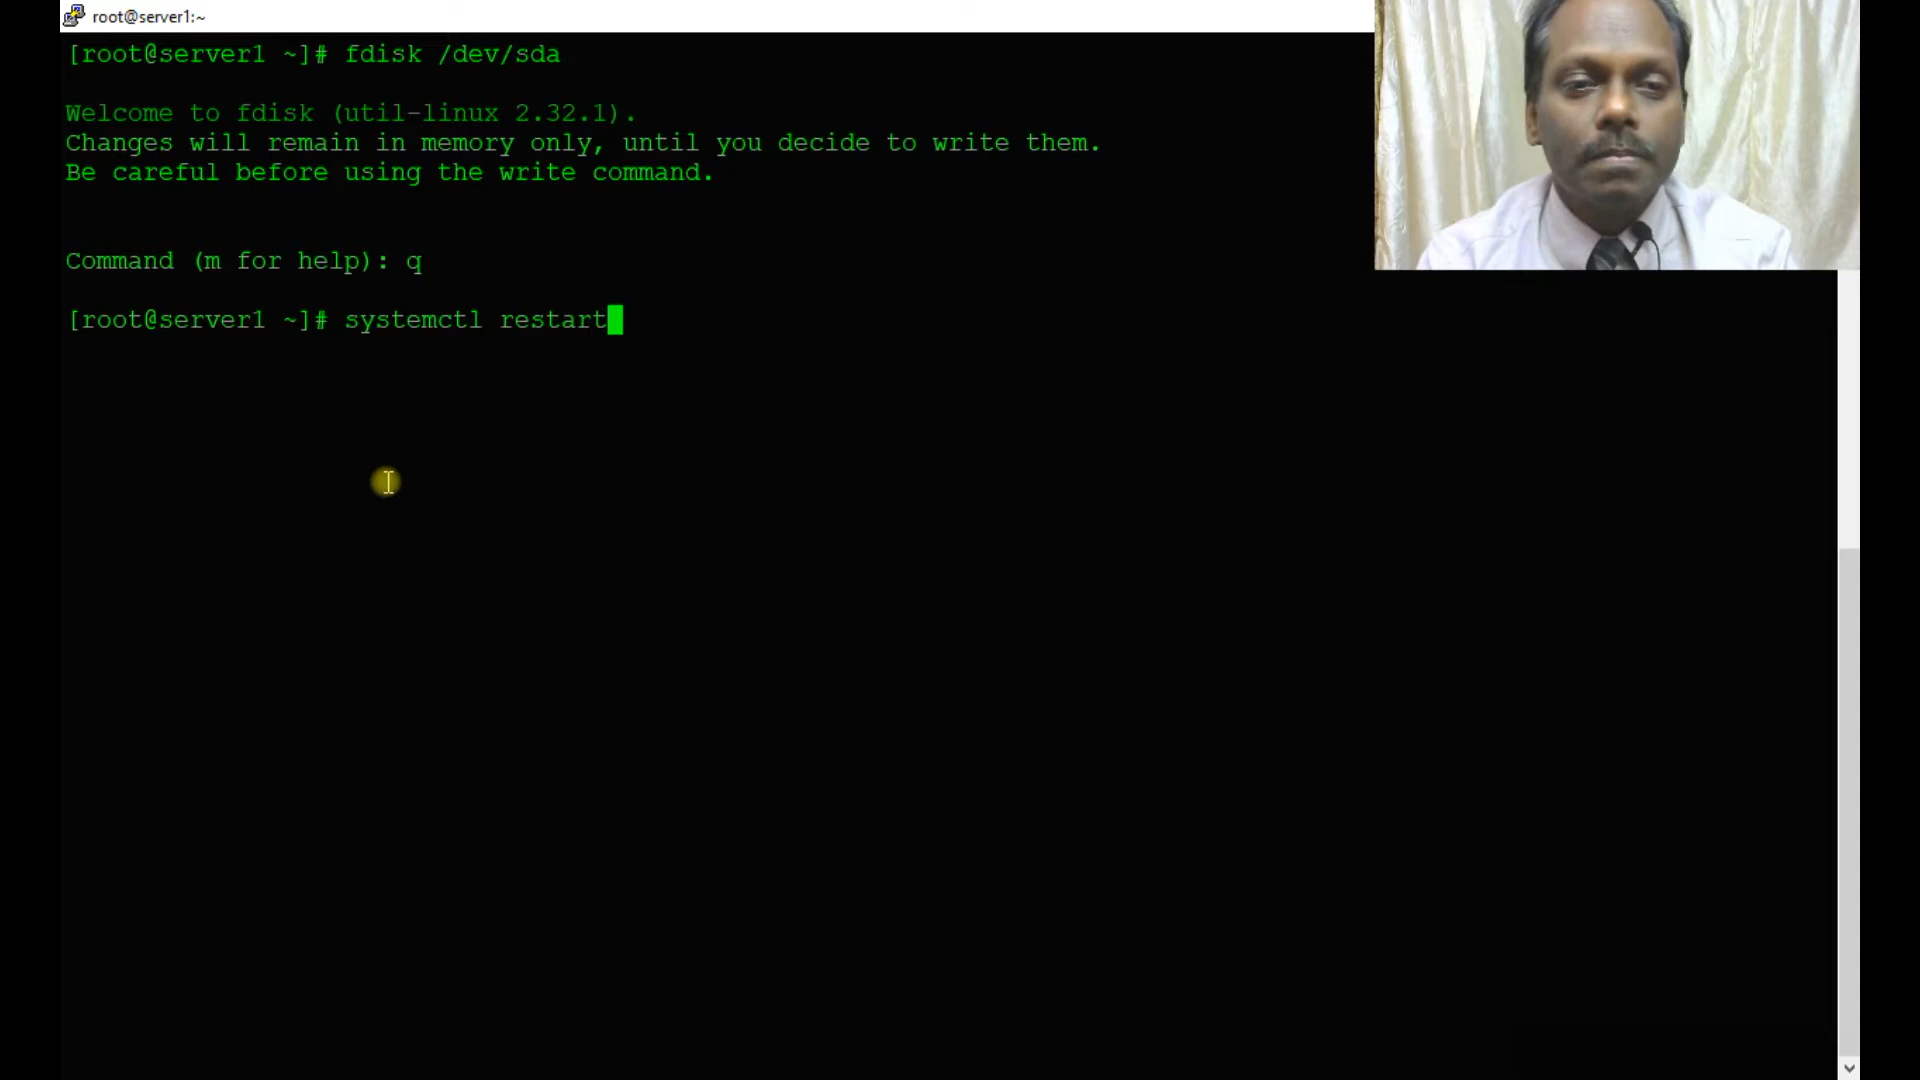 root@server1:~
[root@server1 ~]# fdisk /dev/sda
Welcome to fdisk (util-linux 2.32.1).
Changes will remain in memory only, until you decide to write them.
Be careful before using the write command.
Command (m for help): q
[root@server1 ~]# systemctl restart